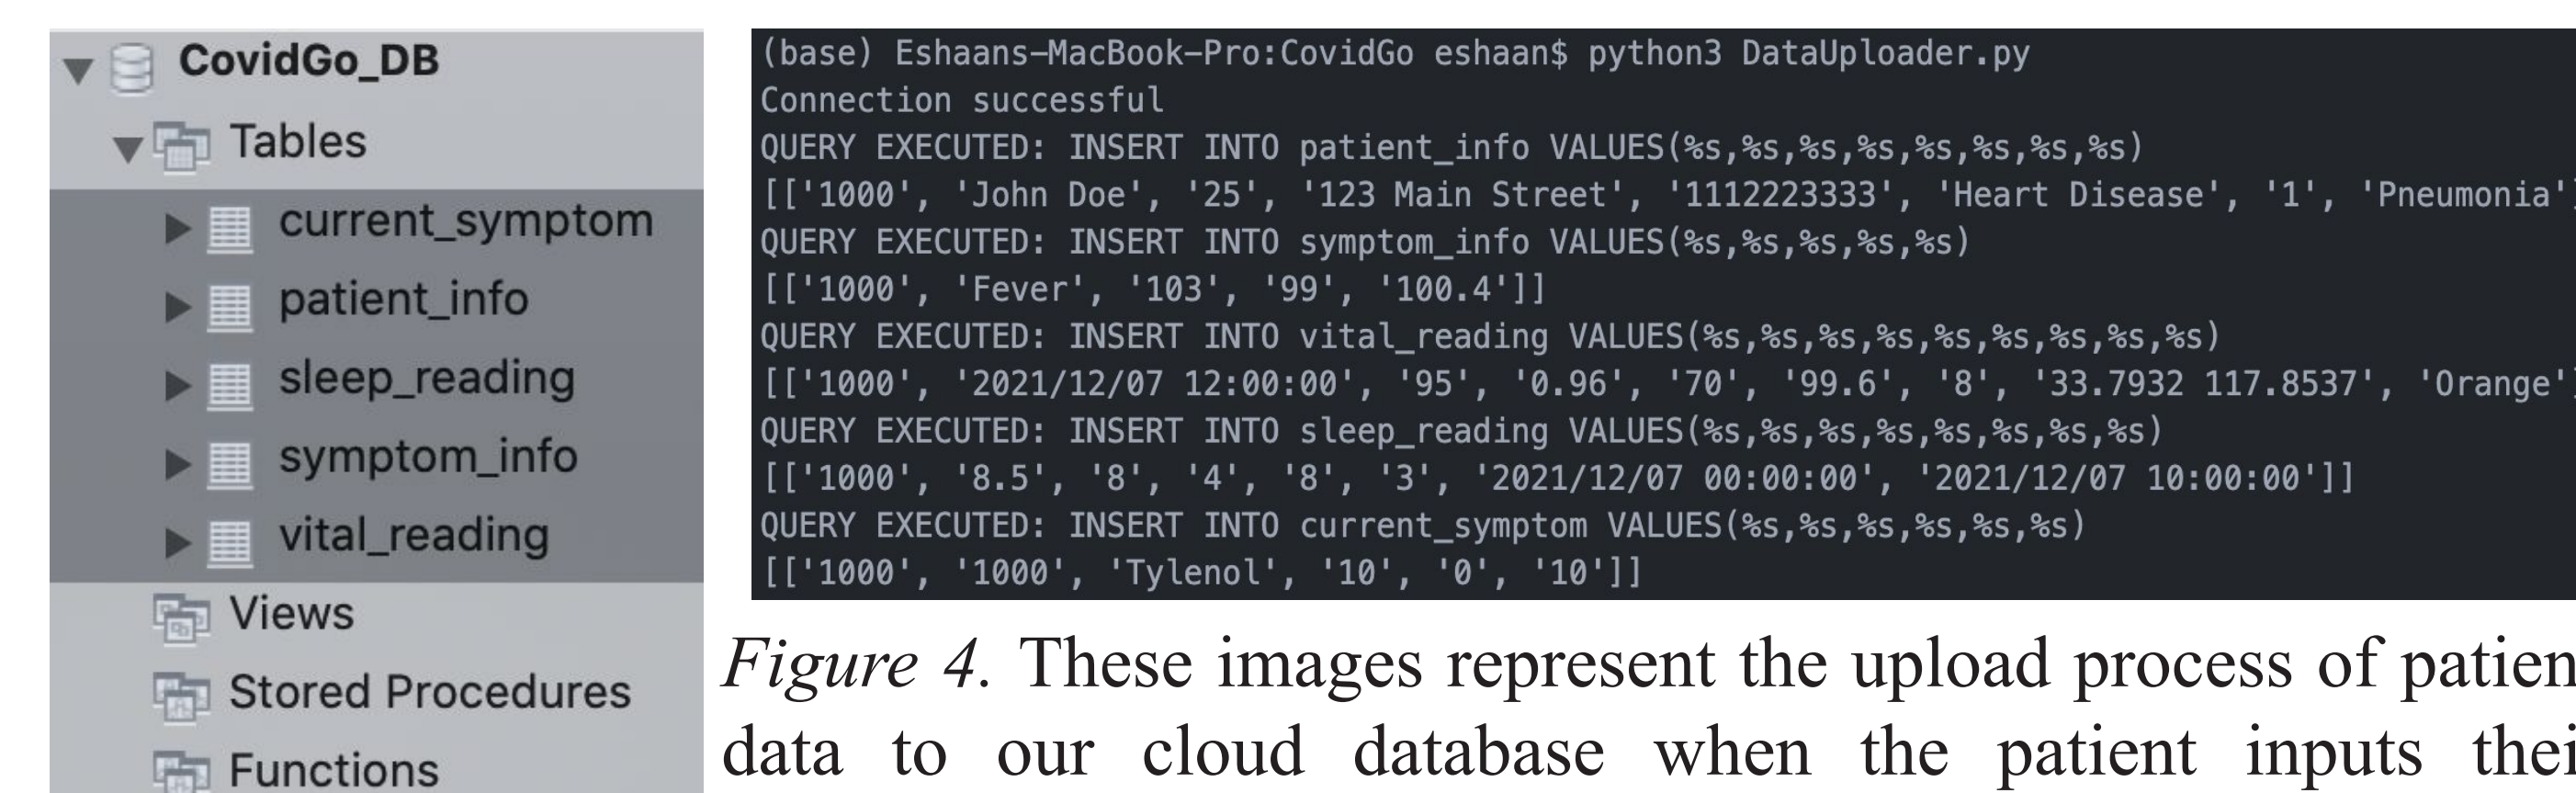 CovidGo_DB
Tables
current_symptom
patient_info
sleep_reading
symptom_info
vital_reading
Views
Stored Procedures
Functions
(base) Eshaans-MacBook-Pro:CovidGo eshaan$ python3 DataUploader.py
Connection successful
QUERY EXECUTED: INSERT INTO patient_info VALUES(%s,%s,%s,%s,%s,%s,%s,%s)
[['1000', 'John Doe', '25', '123 Main Street', '1112223333', 'Heart Disease', '1', 'Pneumonia']
QUERY EXECUTED: INSERT INTO symptom_info VALUES(%s,%s,%s,%s,%s)
[['1000', 'Fever', '103', '99', '100.4']]
QUERY EXECUTED: INSERT INTO vital_reading VALUES(%s,%s,%s,%s,%s,%s,%s,%s,%s)
[['1000', '2021/12/07 12:00:00', '95', '0.96', '70', '99.6', '8', '33.7932 117.8537', 'Orange']
QUERY EXECUTED: INSERT INTO sleep_reading VALUES(%s,%s,%s,%s,%s,%s,%s,%s)
[['1000', '8.5', '8', '4', '8', '3', '2021/12/07 00:00:00', '2021/12/07 10:00:00']]
QUERY EXECUTED: INSERT INTO current_symptom VALUES(%s,%s,%s,%s,%s,%s)
[['1000', '1000', 'Tylenol', '10', '0', '10']]
Figure 4. These images represent the upload process of patien
data to our cloud database when the patient inputs thei